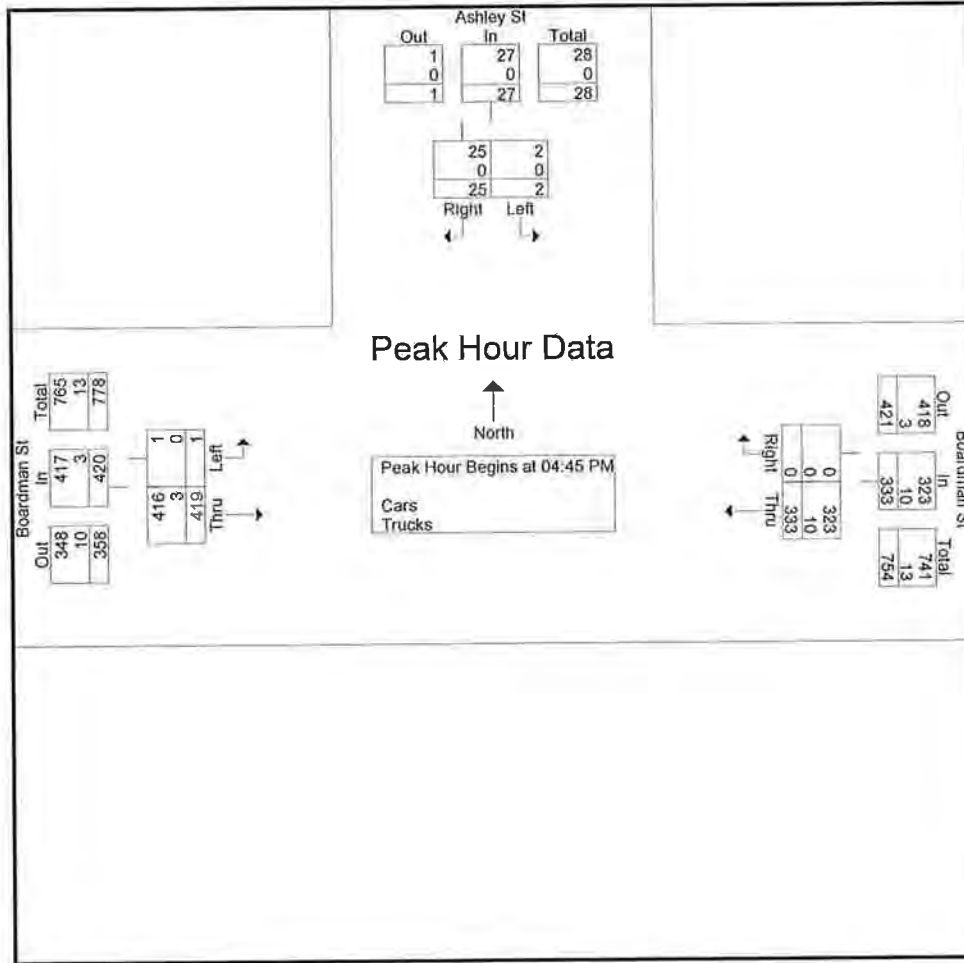 Ashley St
Out In Total
1 27 28
0 0 0
1 27 28
25 2
0 0
25 2
Right Left
Peak Hour Data
North
Peak Hour Begins at 04:45 PM
Cars
Trucks
Boardman St
Out In Total
348 417 765
10 3 13
358 420 778
Left
1
0
1
Thru
416
3
419
Boardman St
Out In Total
418 323 741
3 10 13
421 333 754
Right Thru
0 323
0 10
0 333